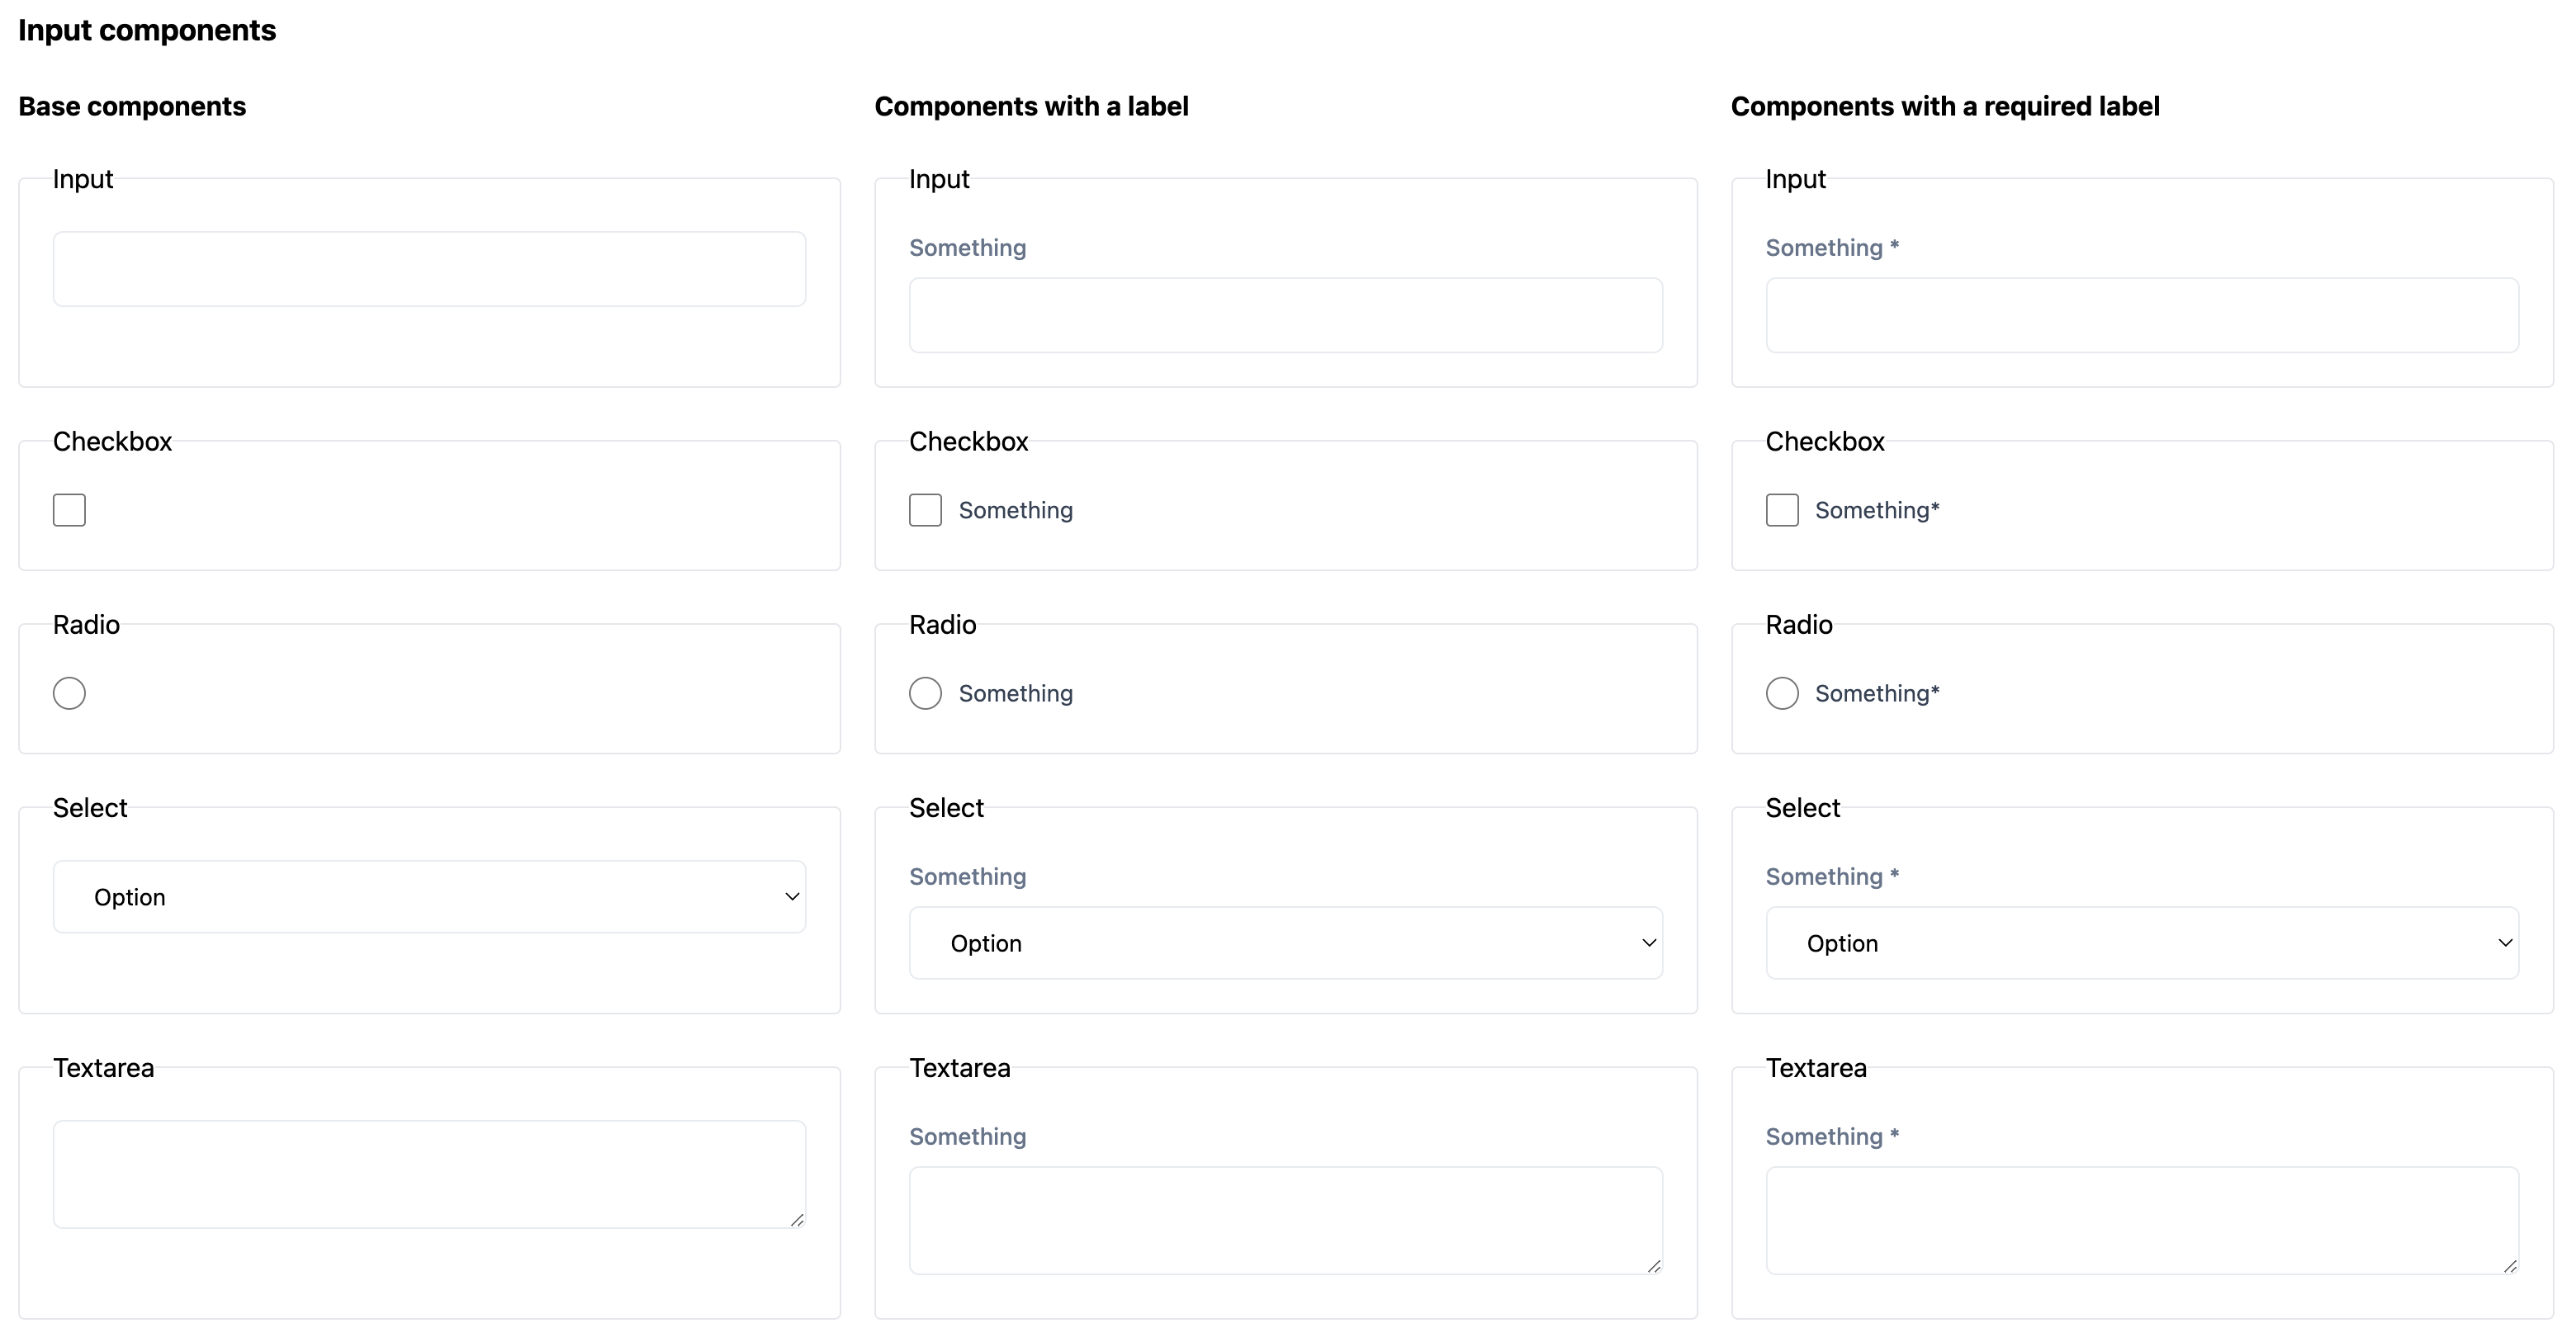 Input components
Base components
Components with a label
Components with a required label
Input
Input
Something
Input
Something *
Checkbox
Checkbox
Something
Checkbox
Something*
Radio
Radio
Something
Radio
Something*
Select
Option
Select
Something
Option
Select
Something *
Option
Textarea
Textarea
Something
Textarea
Something *